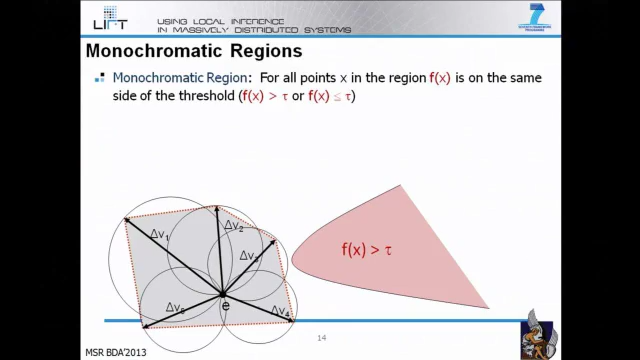 LIFT
USING LOCAL INFERENCE
IN MASSIVELY DISTRIBUTED SYSTEMS
7
Monochromatic Regions
Monochromatic Region: For all points x in the region f(x) is on the same
side of the threshold (f(x) > τ or f(x) ≤ τ)
Δv1
Δv2
Δv3
f(x) > τ
Δv5
e
Δv4
14
MSR BDA'2013